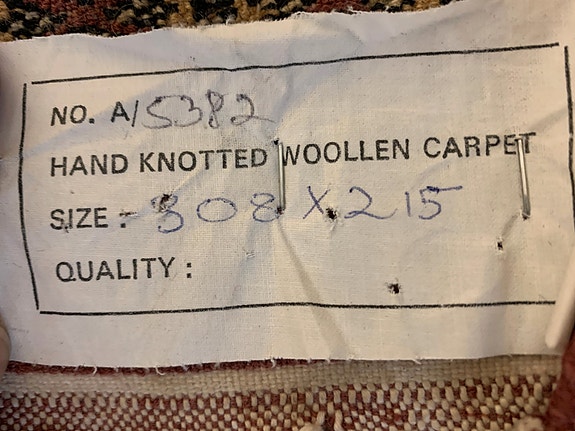 NO. A/5382
HAND KNOTTED WOOLLEN CARPET
SIZE :- 308 X 215
QUALITY :